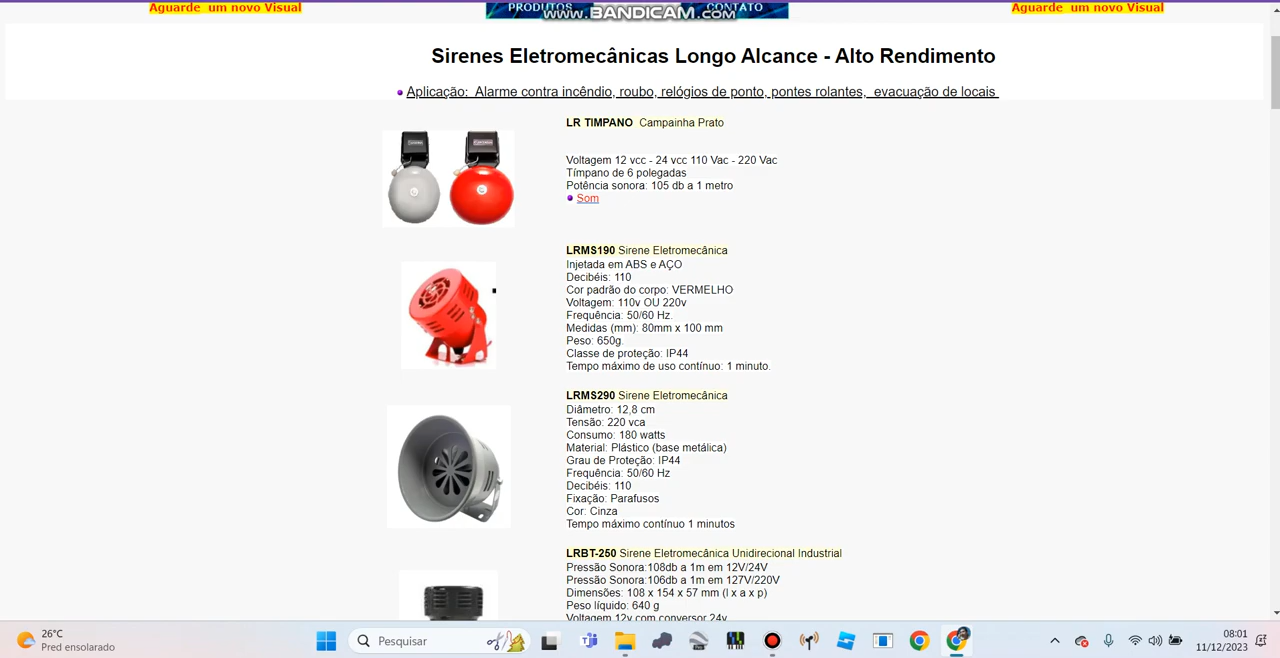 Aguarde um novo Visual
PRODUTOS
CONTATO
www.BANDICAM.com
Aguarde um novo Visual
Sirenes Eletromecânicas Longo Alcance - Alto Rendimento
Aplicação: Alarme contra incêndio, roubo, relógios de ponto, pontes rolantes, evacuação de locais
LR TIMPANO Campainha Prato
Voltagem 12 vcc - 24 vcc 110 Vac - 220 Vac
Tímpano de 6 polegadas
Potência sonora: 105 db a 1 metro
Som
LRMS190 Sirene Eletromecânica
Injetada em ABS e AÇO
Decibéis: 110
Cor padrão do corpo: VERMELHO
Voltagem: 110v OU 220v
Frequência: 50/60 Hz.
Medidas (mm): 80mm x 100 mm
Peso: 650g.
Classe de proteção: IP44
Tempo máximo de uso contínuo: 1 minuto.
LRMS290 Sirene Eletromecânica
Diâmetro: 12,8 cm
Tensão: 220 vca
Consumo: 180 watts
Material: Plástico (base metálica)
Grau de Proteção: IP44
Frequência: 50/60 Hz
Decibéis: 110
Fixação: Parafusos
Cor: Cinza
Tempo máximo contínuo 1 minutos
LRBT-250 Sirene Eletromecânica Unidirecional Industrial
Pressão Sonora:108db a 1m em 12V/24V
Pressão Sonora:106db a 1m em 127V/220V
Dimensões: 108 x 154 x 57 mm (l x a x p)
Peso líquido: 640 g
Voltagem 12v com conversor 24v
26°C
Pred ensolarado
Pesquisar
08:01
11/12/2023